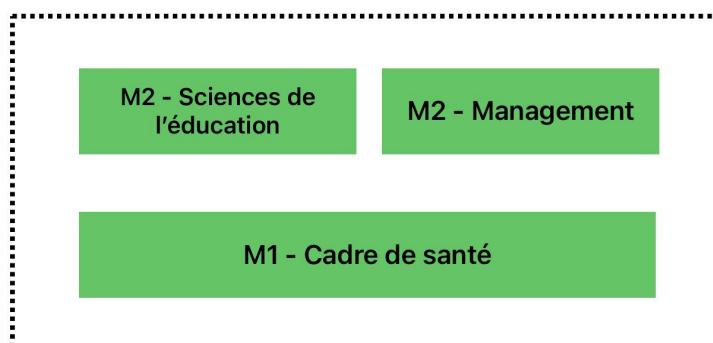 M2 - Sciences de
l’éducation
M2 - Management
M1 - Cadre de santé